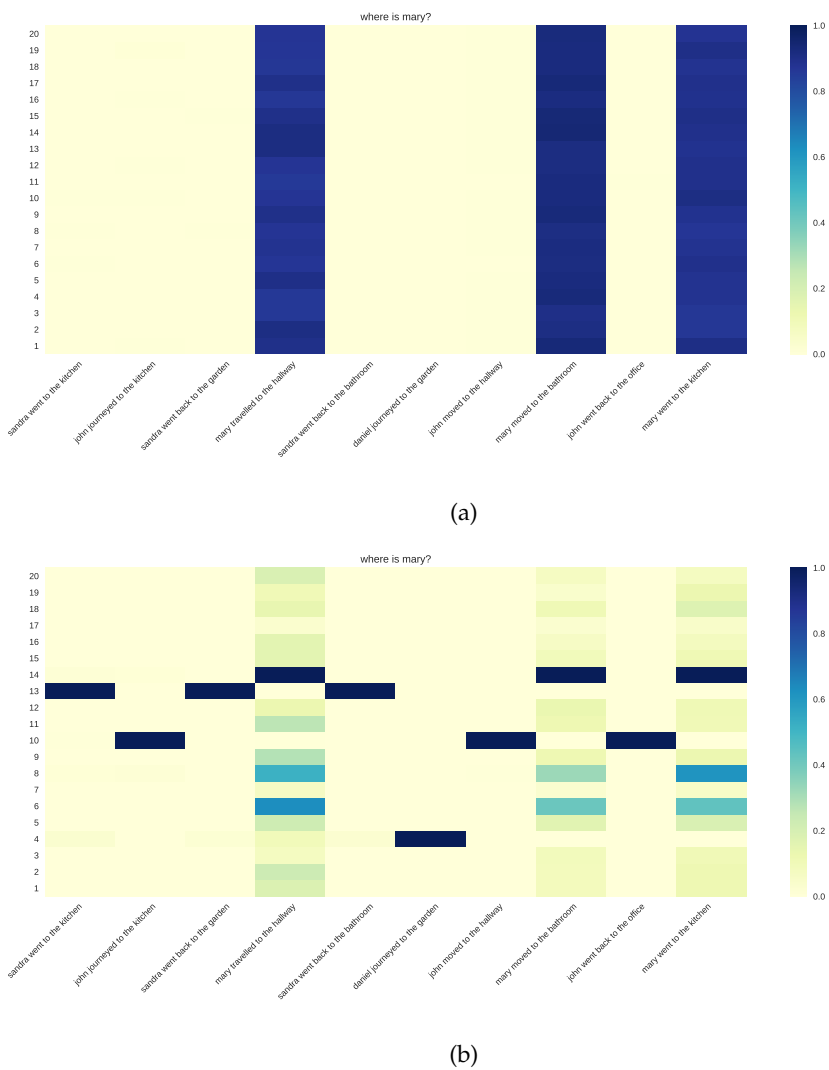 where is mary?
20
19
18
17
16
15
14
13
12
11
10
9
8
7
6
5
4
3
2
1
1.0
0.8
0.6
0.4
0.2
0.0
sandra went to the kitchen
john journeyed to the kitchen
sandra went back to the garden
mary travelled to the hallway
sandra went back to the bathroom
daniel journeyed to the garden
john moved to the hallway
mary moved to the bathroom
john went back to the office
mary went to the kitchen
(a)
where is mary?
20
19
18
17
16
15
14
13
12
11
10
9
8
7
6
5
4
3
2
1
1.0
0.8
0.6
0.4
0.2
0.0
sandra went to the kitchen
john journeyed to the kitchen
sandra went back to the garden
mary travelled to the hallway
sandra went back to the bathroom
daniel journeyed to the garden
john moved to the hallway
mary moved to the bathroom
john went back to the office
mary went to the kitchen
(b)